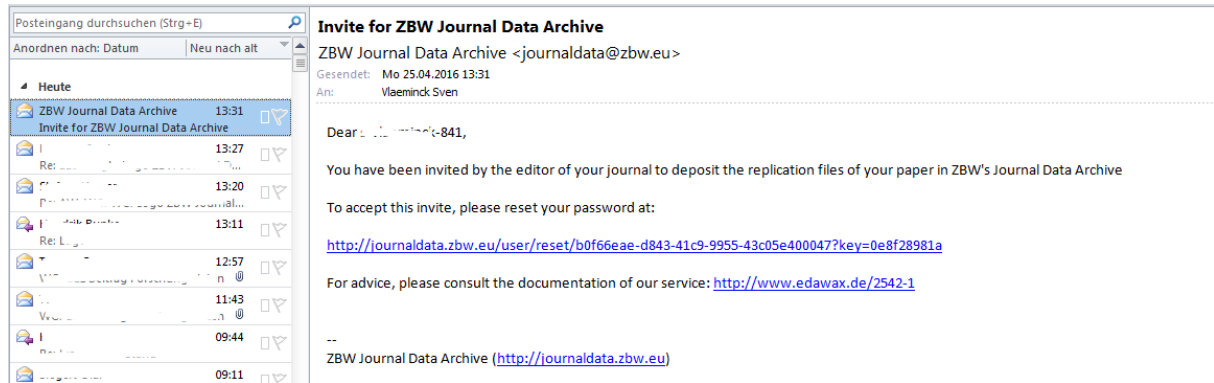 Posteingang durchsuchen (Strg+E)
Anordnen nach: Datum Neu nach alt
Heute
ZBW Journal Data Archive 13:31
Invite for ZBW Journal Data Archive
13:27
Re:
13:20
13:11
Re:
12:57
11:43
09:44
09:11
Invite for ZBW Journal Data Archive
ZBW Journal Data Archive <journaldata@zbw.eu>
Gesendet: Mo 25.04.2016 13:31
An: Vlaeminck Sven
Dear -841,
You have been invited by the editor of your journal to deposit the replication files of your paper in ZBW's Journal Data Archive
To accept this invite, please reset your password at:
http://journaldata.zbw.eu/user/reset/b0f66eae-d843-41c9-9955-43c05e400047?key=0e8f28981a
For advice, please consult the documentation of our service: http://www.edawax.de/2542-1
--
ZBW Journal Data Archive (http://journaldata.zbw.eu)